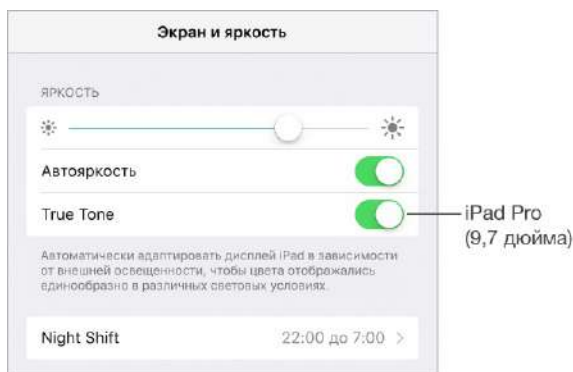 Экран и яркость
ЯРКОСТЬ
Автояркость
True Tone
iPad Pro
(9,7 дюйма)
Автоматически адаптировать дисплей iPad в зависимости
от внешней освещенности, чтобы цвета отображались
единообразно в различных световых условиях.
Night Shift 22:00 до 7:00 >